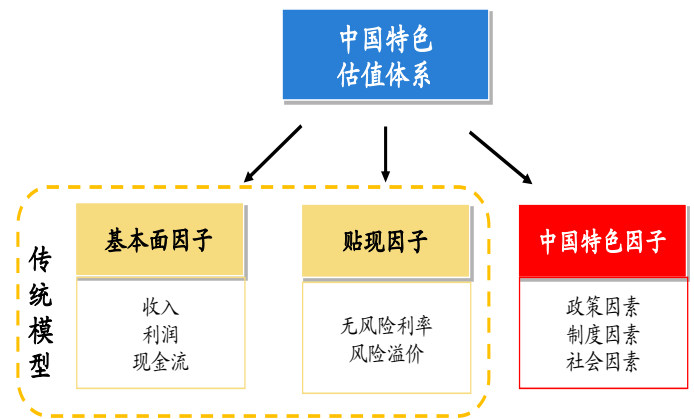 中国特色
估值体系
传统模型
基本面因子
收入
利润
现金流
贴现因子
无风险利率
风险溢价
中国特色因子
政策因素
制度因素
社会因素